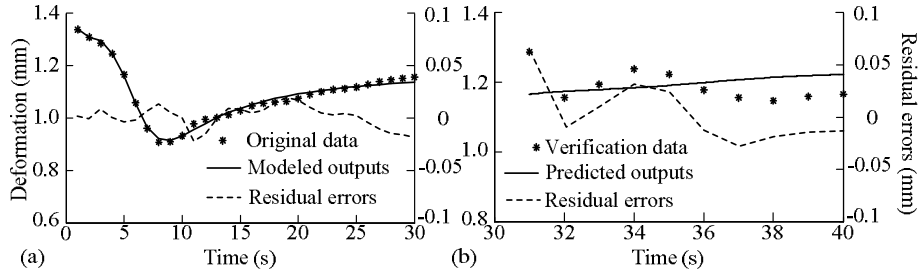 1.4
1.2
1.0
0.8
0.6
Deformation (mm)
0.1
0.05
0
-0.05
-0.1
Original data
Modeled outputs
Residual errors
0 5 10 15 20 25 30
(a) Time (s)
1.4
1.2
1.0
0.8
0.1
0.05
0
-0.05
-0.1
Residual errors (mm)
Verification data
Predicted outputs
Residual errors
30 32 34 36 38 40
(b) Time (s)